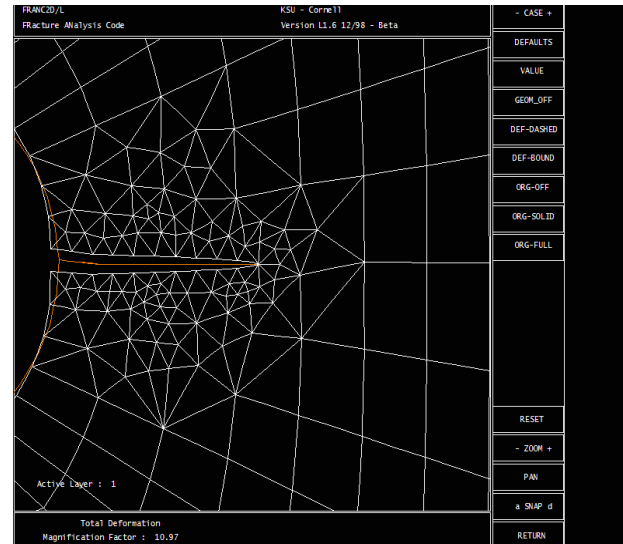 FRANC2D/L
KSU - Cornell
FRacture ANalysis Code
Version L1.6 12/98 - Beta
- CASE +
DEFAULTS
VALUE
GEOM_OFF
DEF-DASHED
DEF-BOUND
ORG-OFF
ORG-SOLID
ORG-FULL
RESET
- ZOOM +
PAN
a SNAP d
RETURN
Active Layer : 1
Total Deformation
Magnification Factor : 10.97